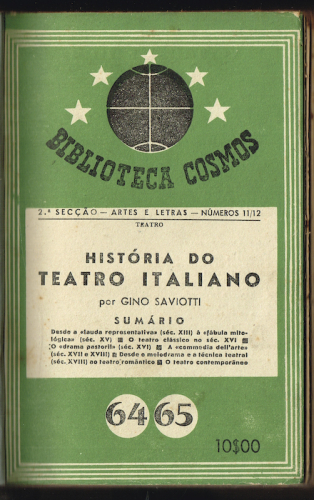 BIBLIOTECA COSMOS
2.ª SECÇÃO — ARTES E LETRAS — NÚMEROS 11/12
TEATRO
HISTÓRIA DO
TEATRO ITALIANO
por GINO SAVIOTTI
SUMÁRIO
Desde a «lauda representativa» (séc. XIII) à «fábula mito-
lógica» (séc. XV) O teatro clássico no séc. XVI
O «drama pastoril» (séc. XVI) A «commedia dell'arte»
(séc. XVII e XVIII) Desde o melodrama e a técnica teatral
(séc. XVIII) ao teatro romântico O teatro contemporâneo
64 65
10$00